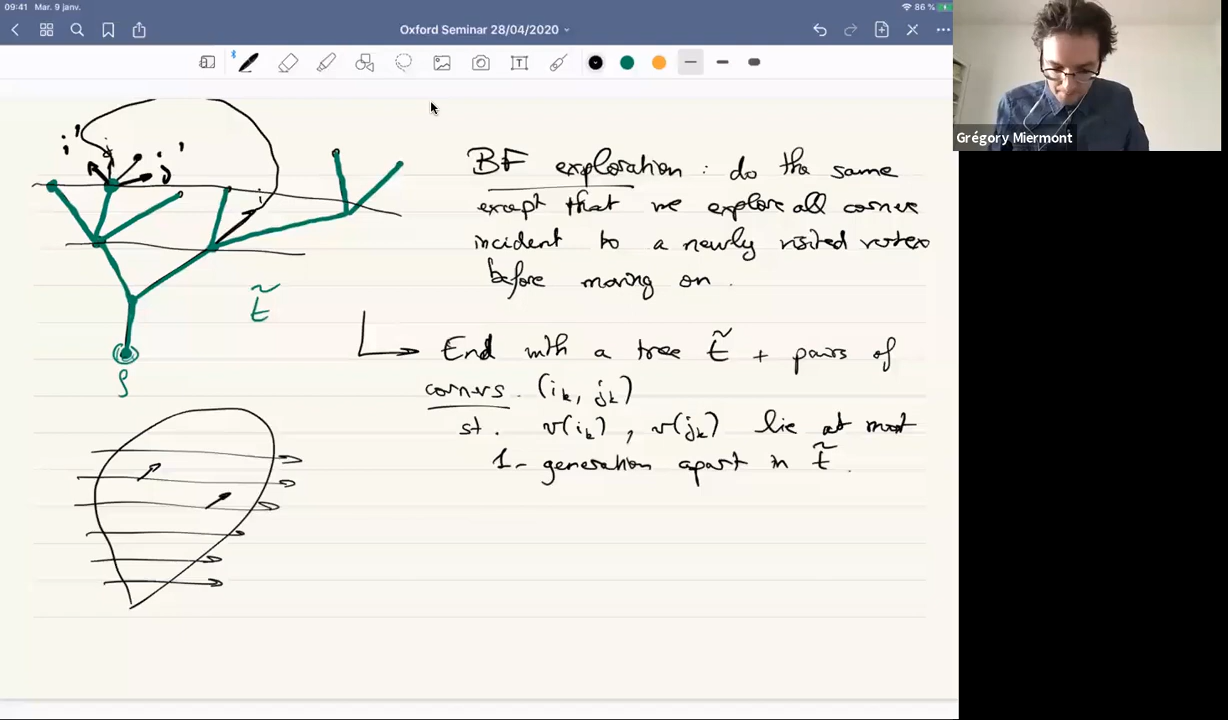 09:41 Mar. 9 janv.
86 %
Oxford Seminar 28/04/2020
Grégory Miermont
i'
j'
i
t̃
ρ
BF exploration : do the same
except that we explore all corner
incident to a newly visited vertex
before moving on.
End with a tree t̃ + pairs of
corners. (iₖ, jₖ)
st. v(iₖ), v(jₖ) lie at most
1-generation apart in t̃.